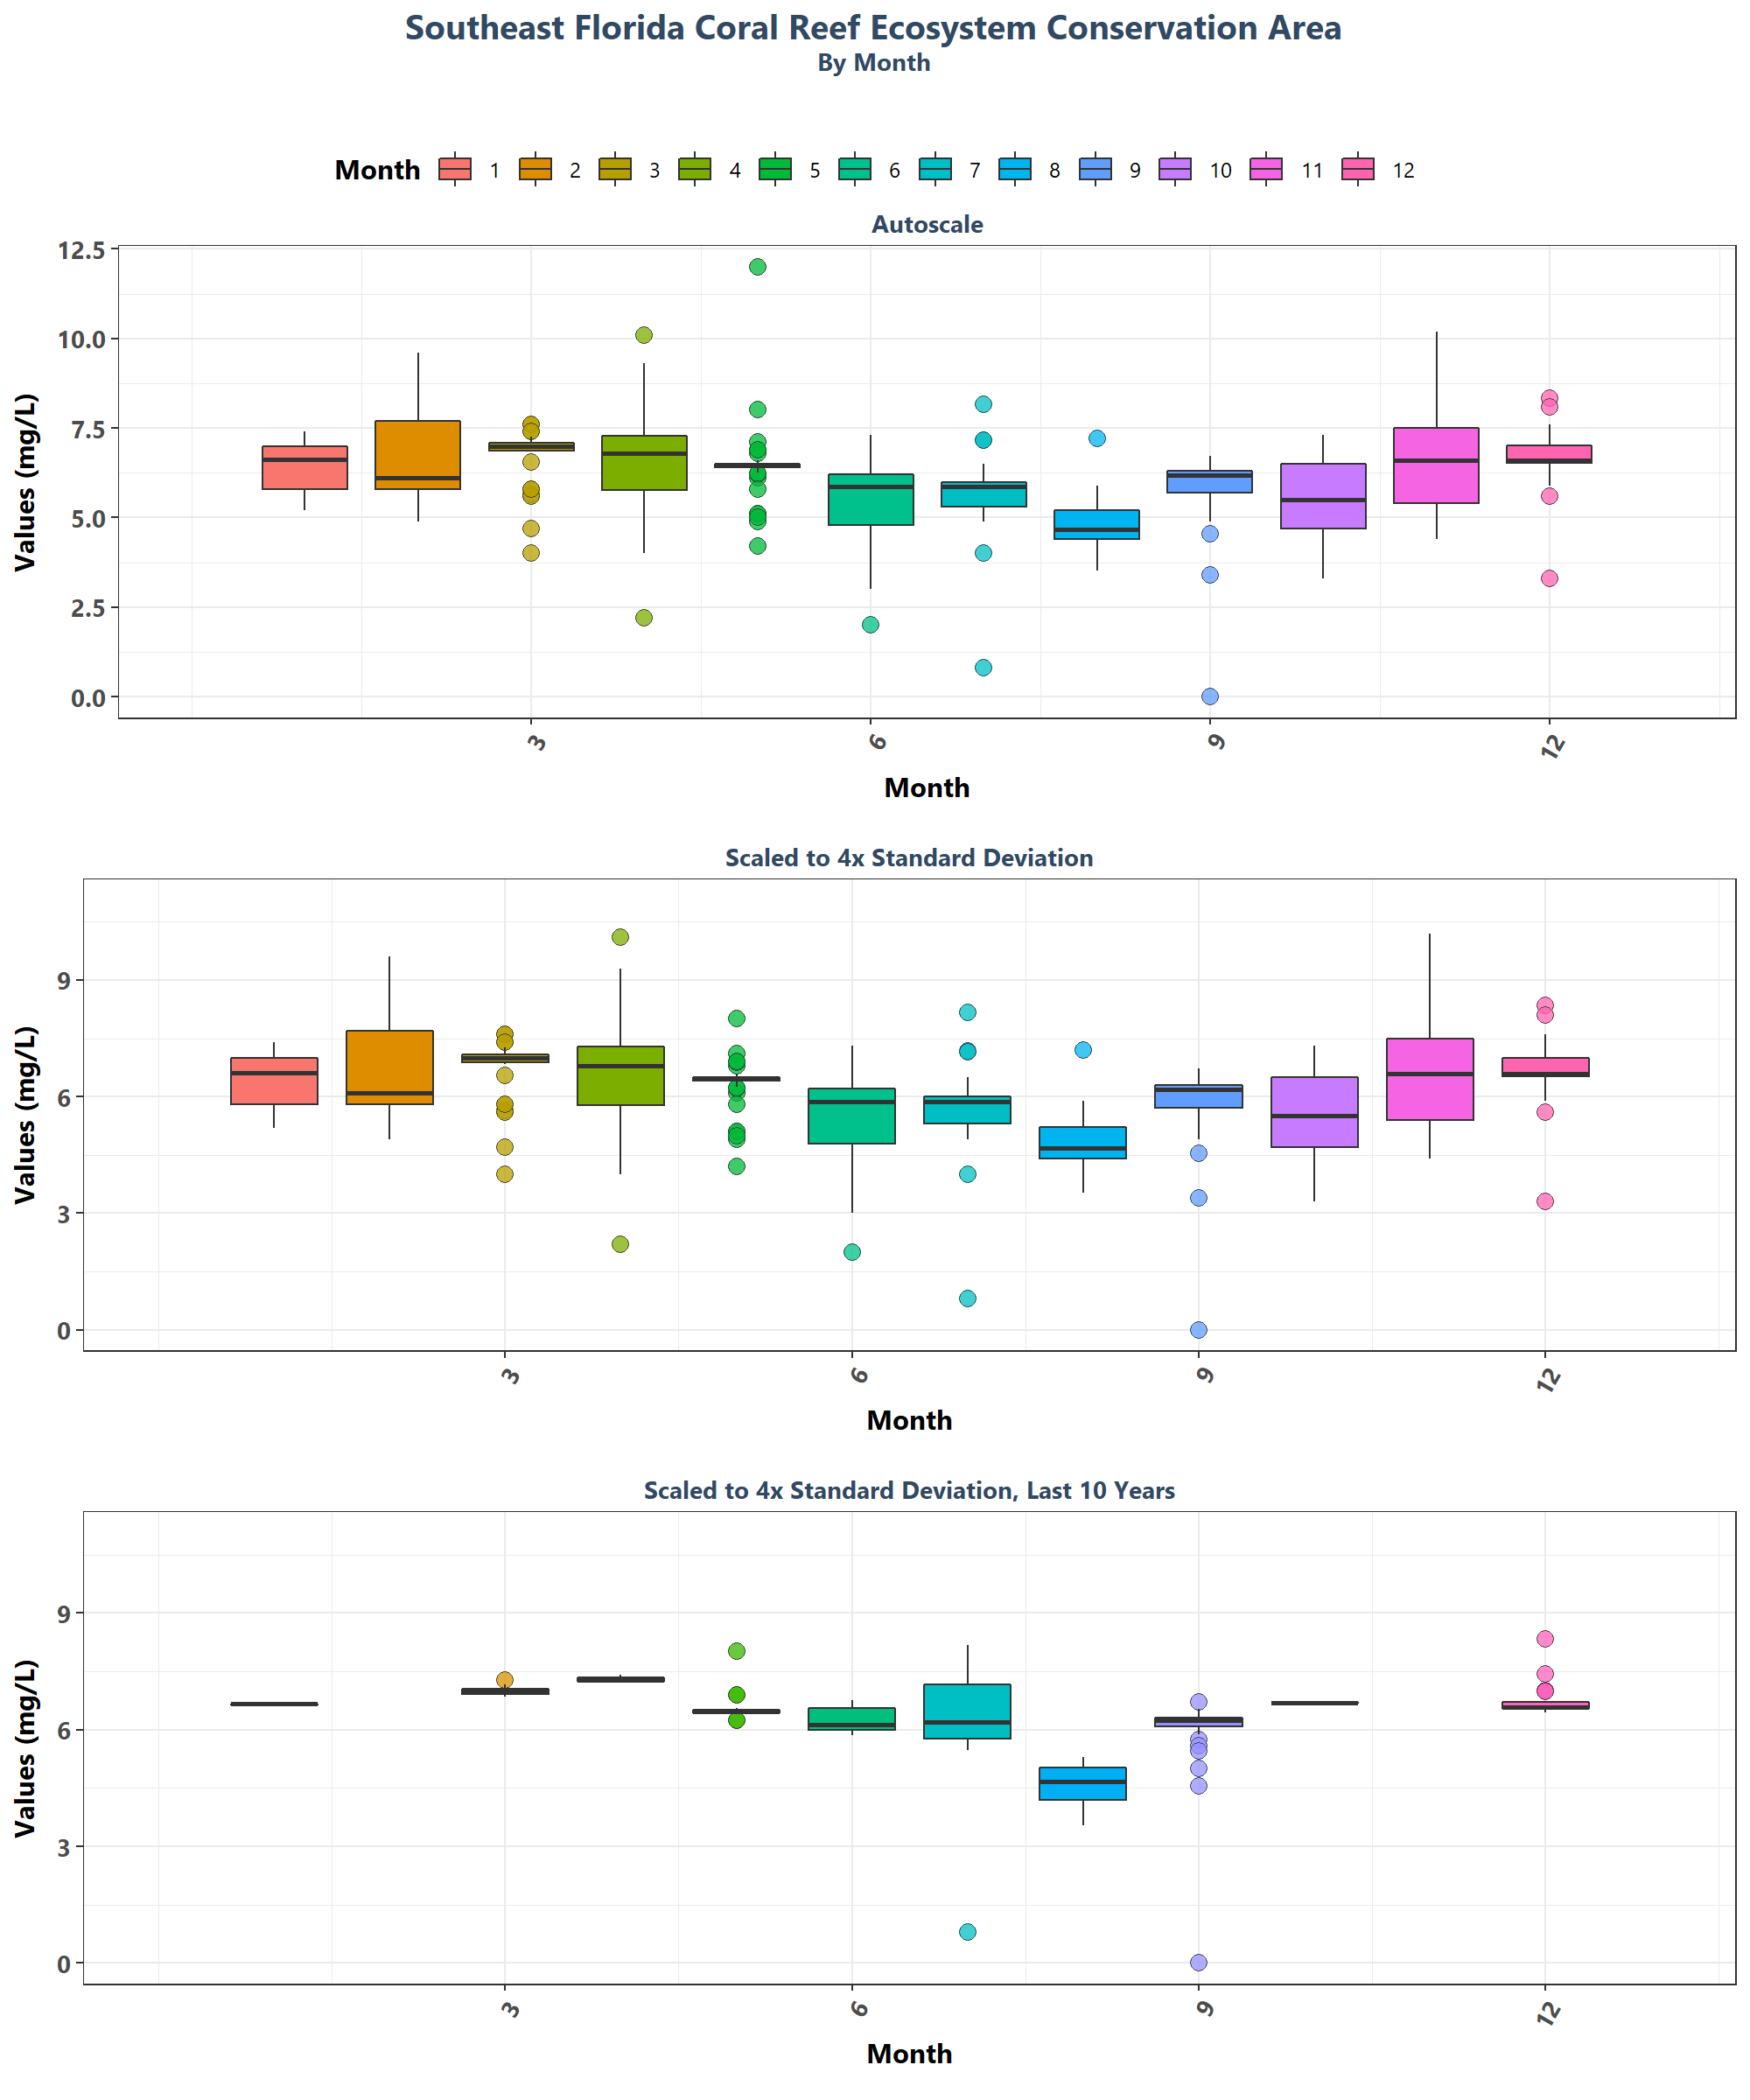 Southeast Florida Coral Reef Ecosystem Conservation Area
By Month
Month 1 2 3 4 5 6 7 8 9 10 11 12
Autoscale
12.5
10.0
7.5
5.0
2.5
0.0
Values (mg/L)
3 6 9 12
Month
Scaled to 4x Standard Deviation
9
6
3
0
Values (mg/L)
3 6 9 12
Month
Scaled to 4x Standard Deviation, Last 10 Years
9
6
3
0
Values (mg/L)
3 6 9 12
Month